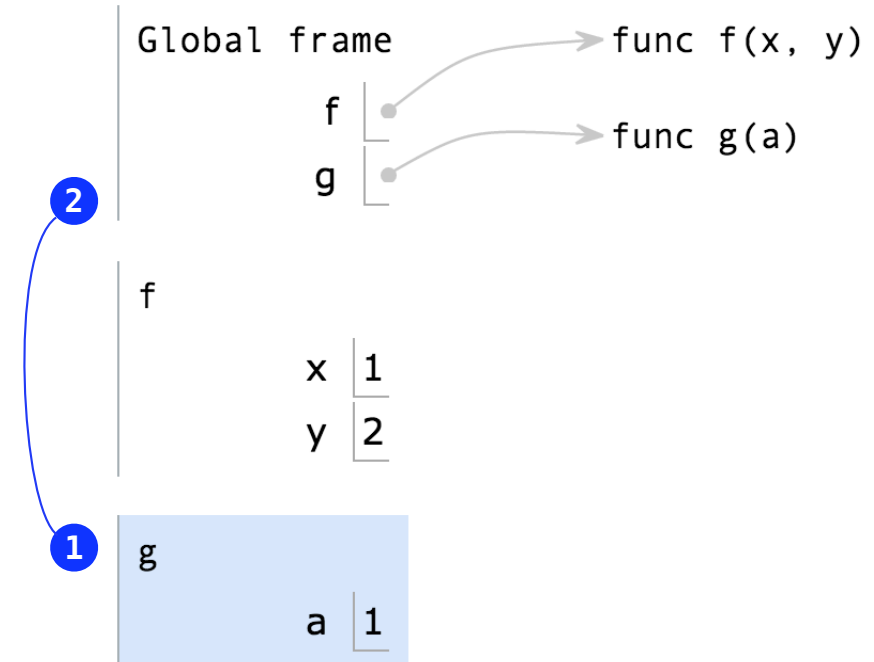 Global frame
func f(x, y)
f
func g(a)
g
2
f
x 1
y 2
1
g
a 1